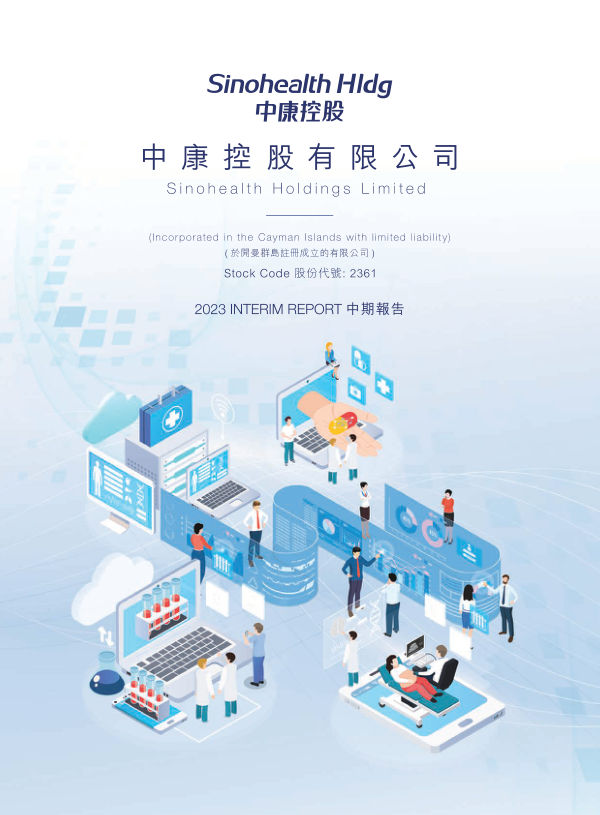 Sinohealth Hldg
中康控股
中康控股有限公司
Sinohealth Holdings Limited
(Incorporated in the Cayman Islands with limited liability)
(於開曼群島註冊成立的有限公司)
Stock Code 股份代號: 2361
2023 INTERIM REPORT 中期報告